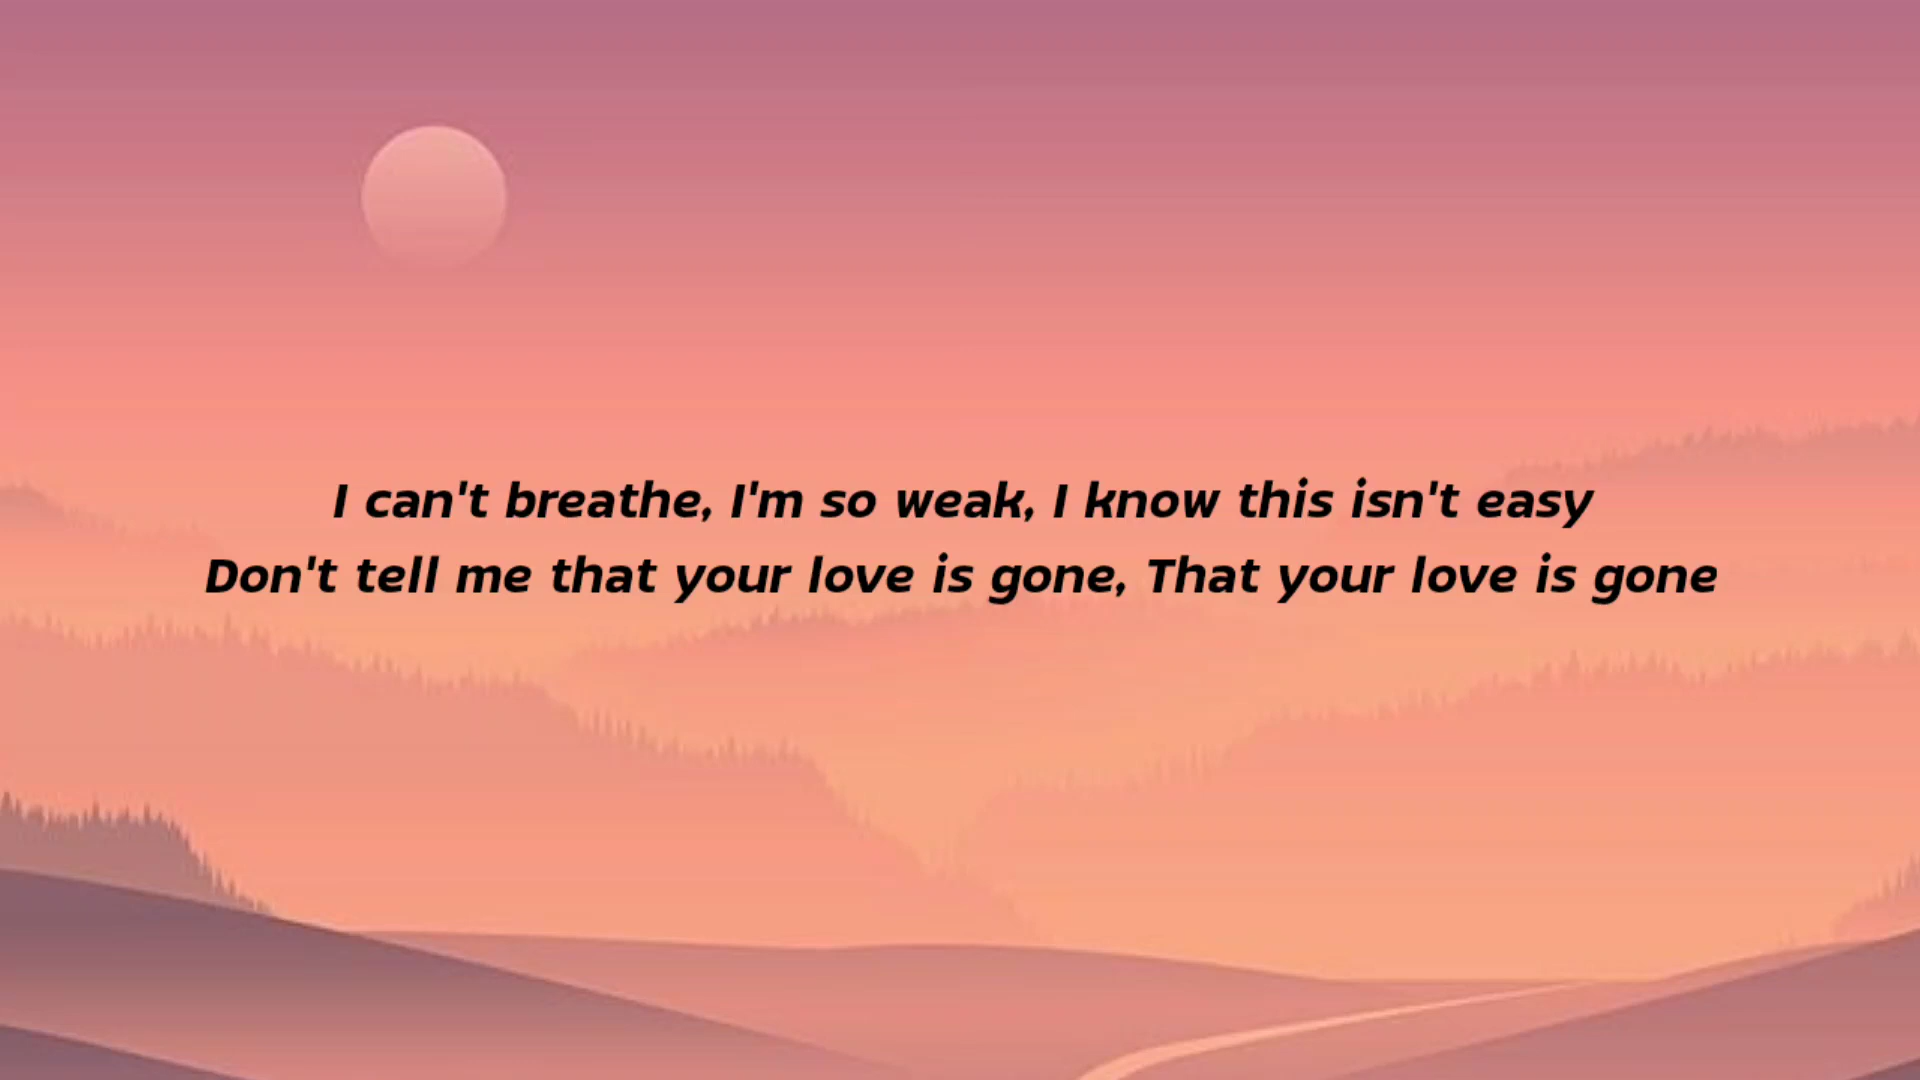 I can't breathe, I'm so weak, I know this isn't easy
Don't tell me that your love is gone, That your love is gone